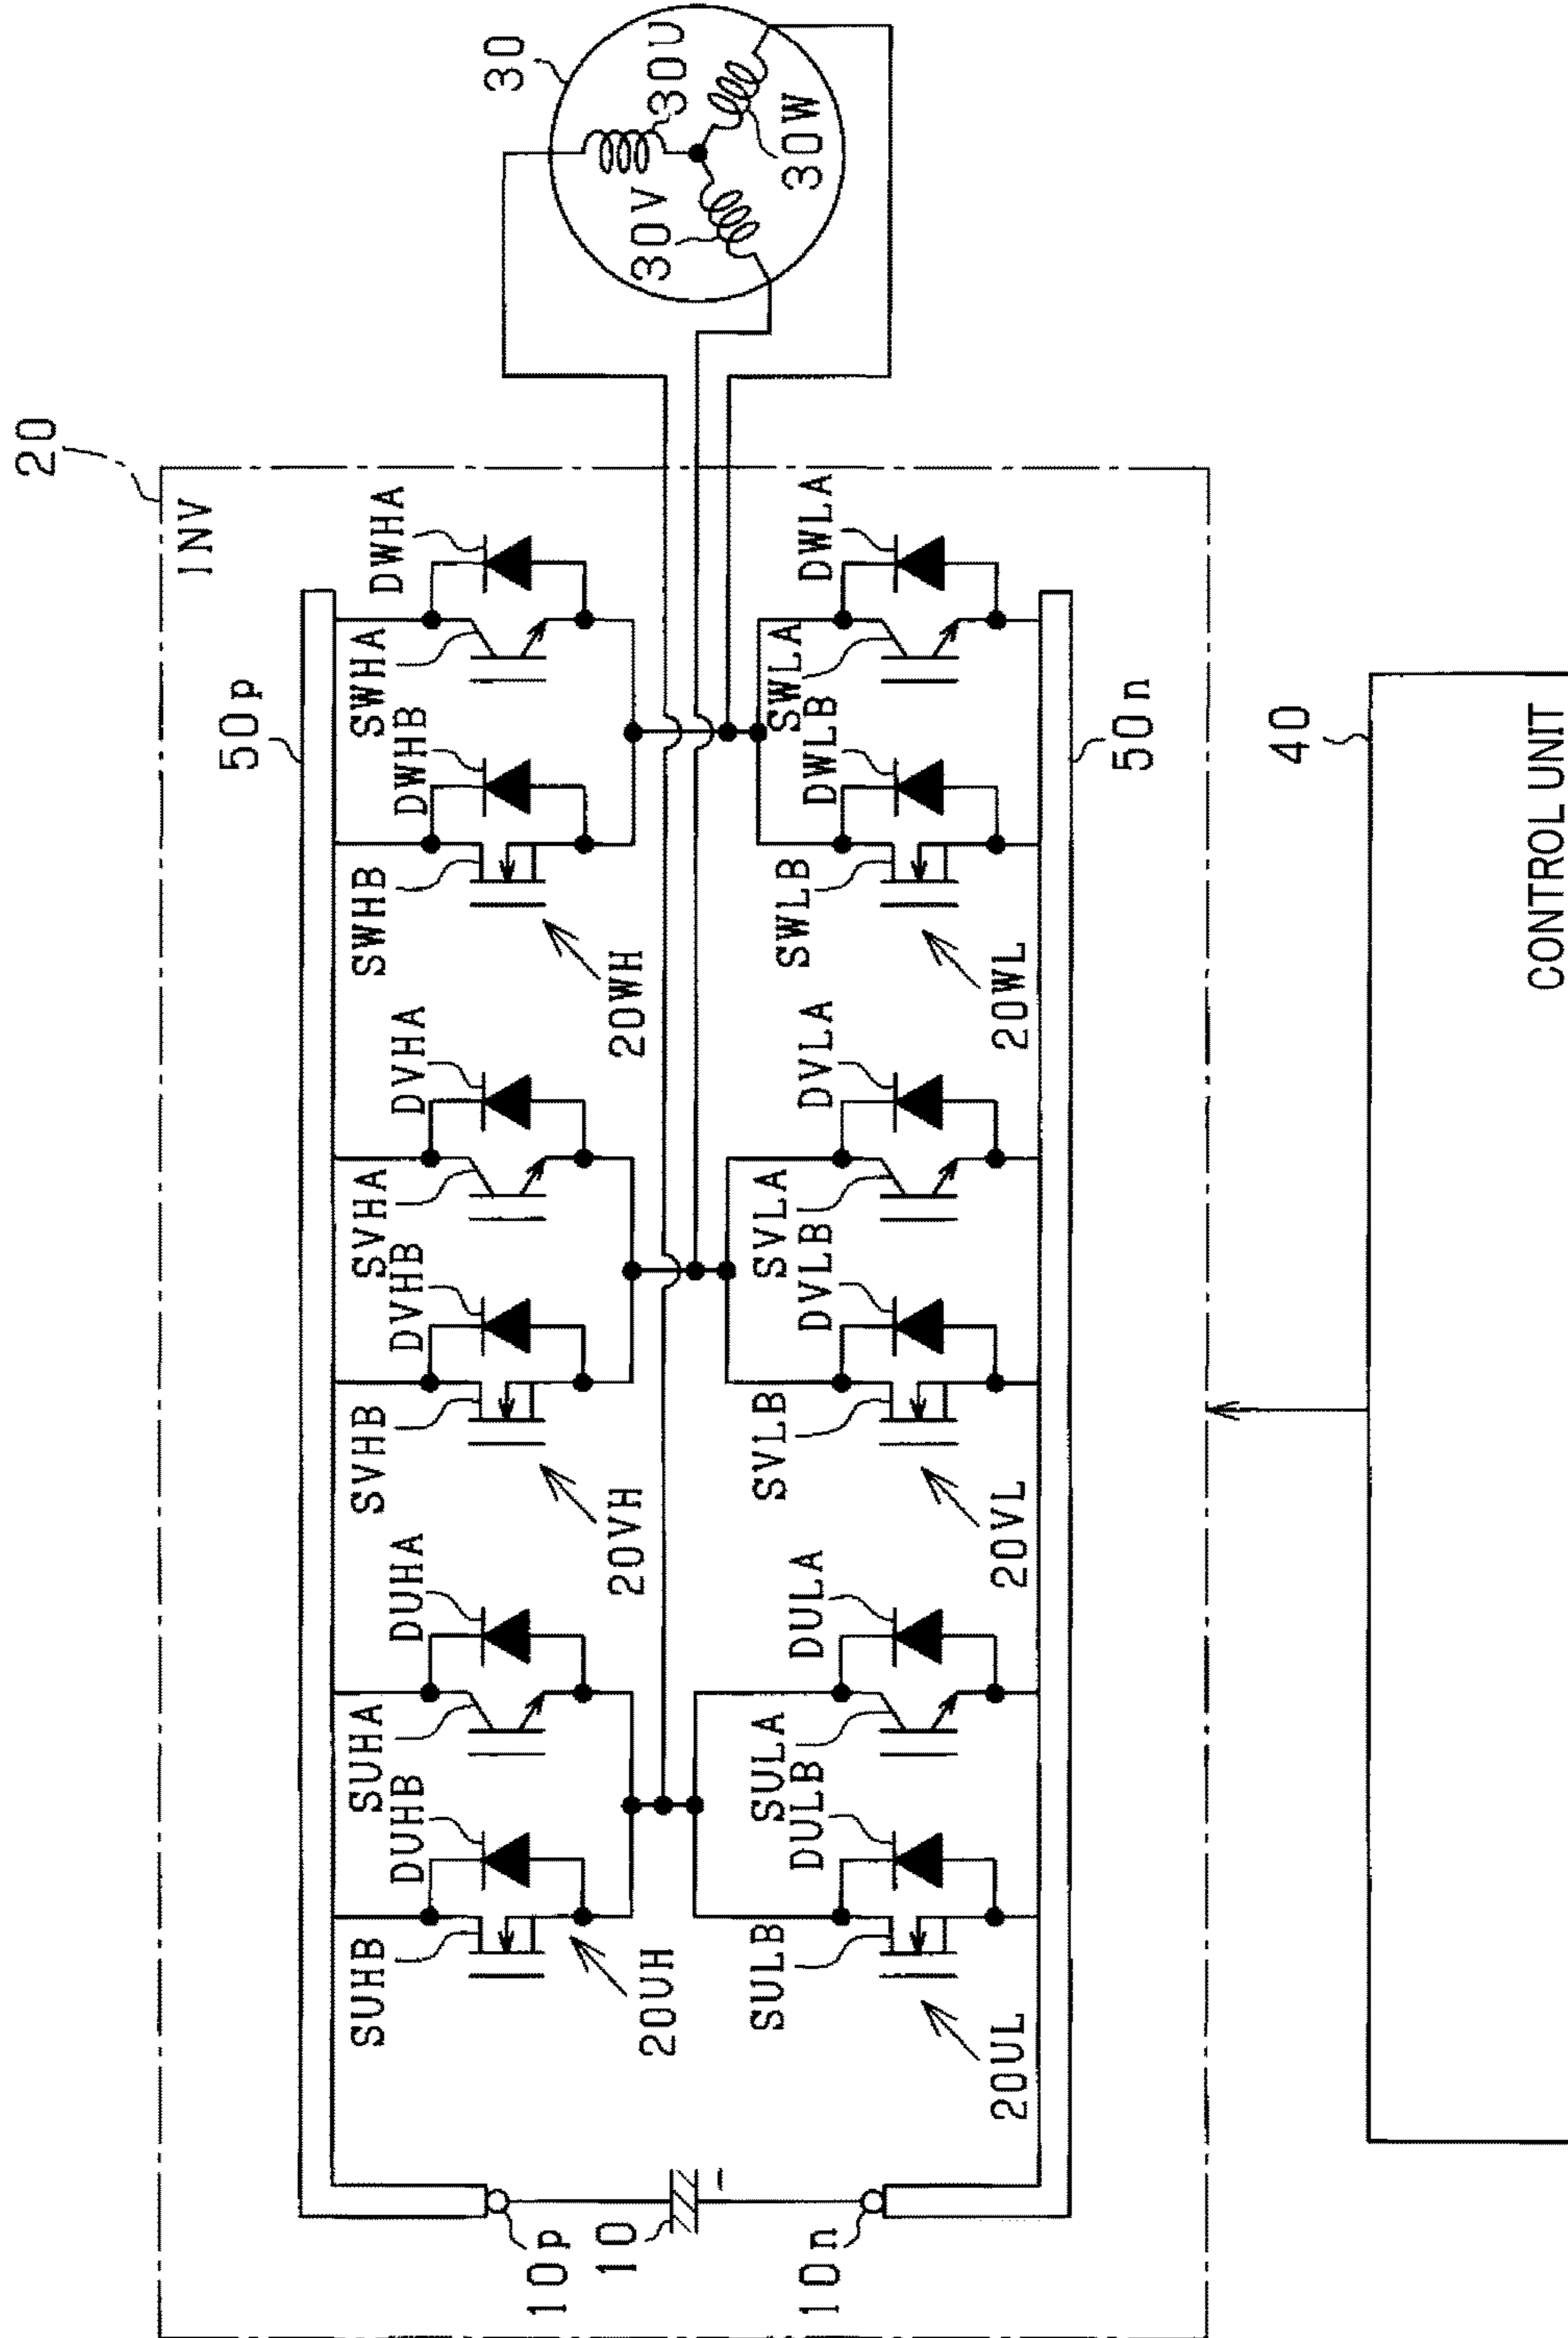 20
INV
30
30U
30V
30W
50p
SUHB
DUHB
SUHA
DUHA
SVHB
DVHB
SVHA
DVHA
SWHB
DWHB
SWHA
DWHA
20UH
20VH
20WH
10p
10
10n
SULB
DULB
SULA
DULA
SVLB
DVLB
SVLA
DVLA
SWLB
DWLB
SWLA
DWLA
20UL
20VL
20WL
50n
40
CONTROL UNIT